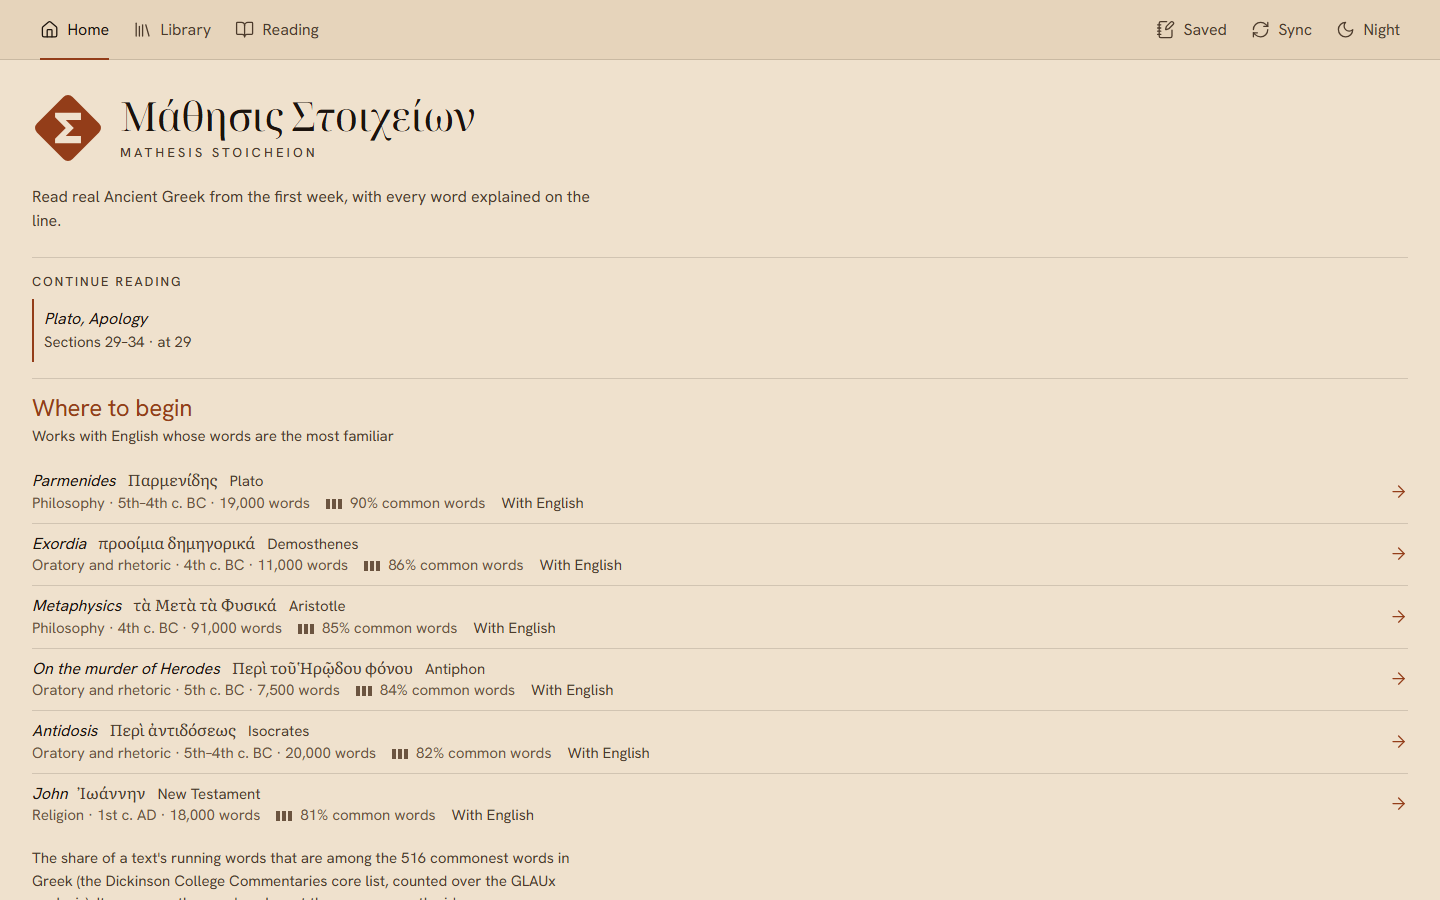 Home Library Reading Saved Sync Night
Σ
Μάθησις Στοιχείων
MATHESIS STOICHEION
Read real Ancient Greek from the first week, with every word explained on the
line.
CONTINUE READING
Plato, Apology
Sections 29–34 · at 29
Where to begin
Works with English whose words are the most familiar
Parmenides Παρμενίδης Plato
Philosophy · 5th–4th c. BC · 19,000 words 90% common words With English
Exordia προοίμια δημηγορικά Demosthenes
Oratory and rhetoric · 4th c. BC · 11,000 words 86% common words With English
Metaphysics τὰ Μετὰ τὰ Φυσικά Aristotle
Philosophy · 4th c. BC · 91,000 words 85% common words With English
On the murder of Herodes Περὶ τοῦ Ἡρῴδου φόνου Antiphon
Oratory and rhetoric · 5th c. BC · 7,500 words 84% common words With English
Antidosis Περὶ ἀντιδόσεως Isocrates
Oratory and rhetoric · 5th–4th c. BC · 20,000 words 82% common words With English
John Ἰωάννην New Testament
Religion · 1st c. AD · 18,000 words 81% common words With English
The share of a text's running words that are among the 516 commonest words in
Greek (the Dickinson College Commentaries core list, counted over the GLAUx